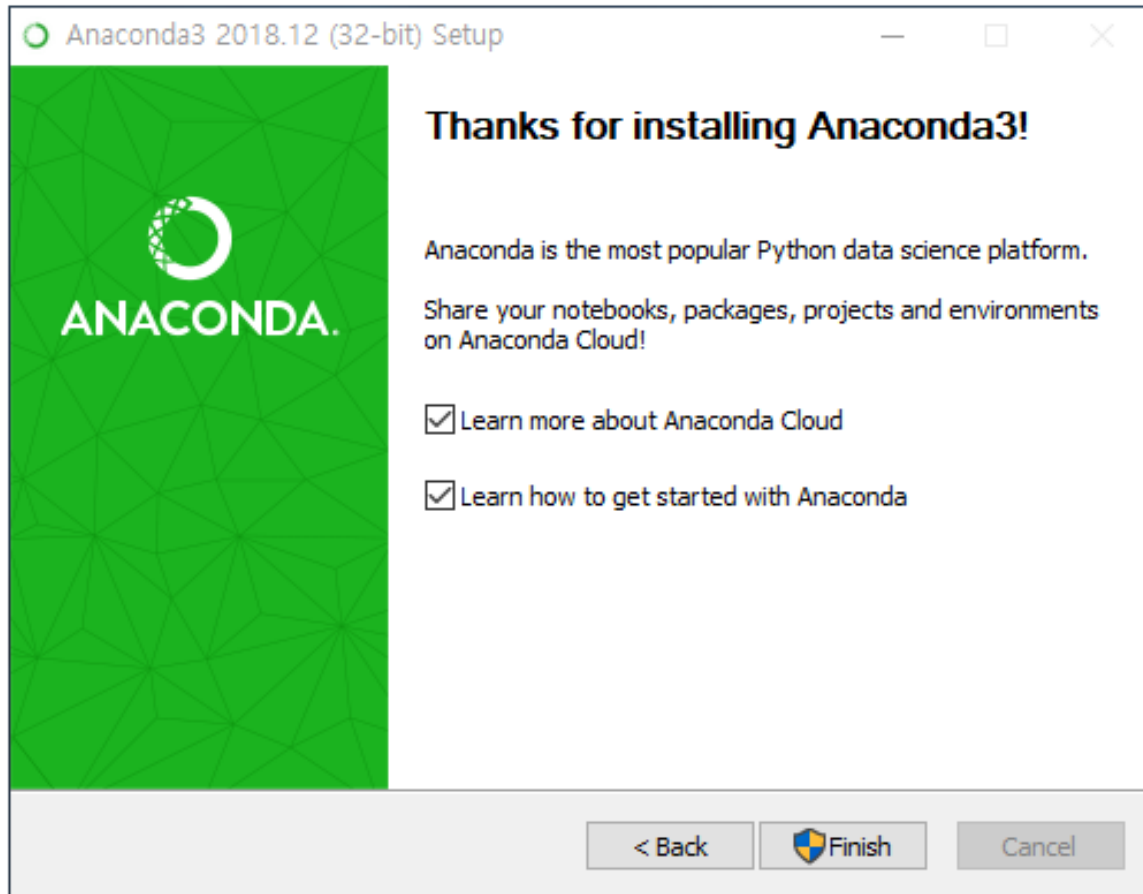 Anaconda3 2018.12 (32-bit) Setup
Thanks for installing Anaconda3!
ANACONDA.
Anaconda is the most popular Python data science platform.
Share your notebooks, packages, projects and environments
on Anaconda Cloud!
Learn more about Anaconda Cloud
Learn how to get started with Anaconda
< Back
Finish
Cancel